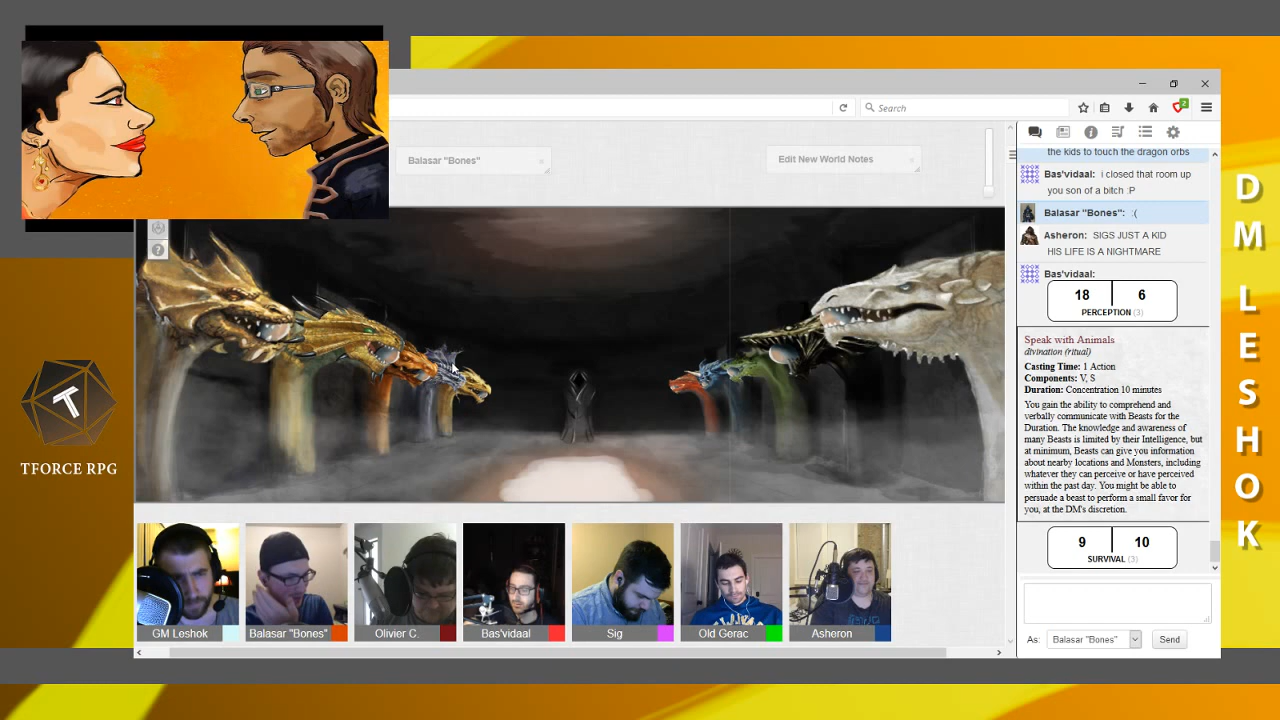 Search
2
Balasar "Bones"
Edit New World Notes
the kids to touch the dragon orbs
Bas'vidaal: i closed that room up
you son of a bitch :P
Balasar "Bones": :(
Asheron: SIGS JUST A KID
HIS LIFE IS A NIGHTMARE
Bas'vidaal:
18 6
PERCEPTION (3)
Speak with Animals
divination (ritual)
Casting Time: 1 Action
Components: V, S
Duration: Concentration 10 minutes
You gain the ability to comprehend and
verbally communicate with Beasts for the
Duration. The knowledge and awareness of
many Beasts is limited by their Intelligence, but
at minimum, Beasts can give you information
about nearby locations and Monsters, including
whatever they can perceive or have perceived
within the past day. You might be able to
persuade a beast to perform a small favor for
you, at the DM's discretion.
9 10
SURVIVAL (3)
As: Balasar "Bones" Send
?
GM Leshok
Balasar "Bones"
Olivier C.
Bas'vidaal
Sig
Old Gerac
Asheron
T
TFORCE RPG
DM LESHOK